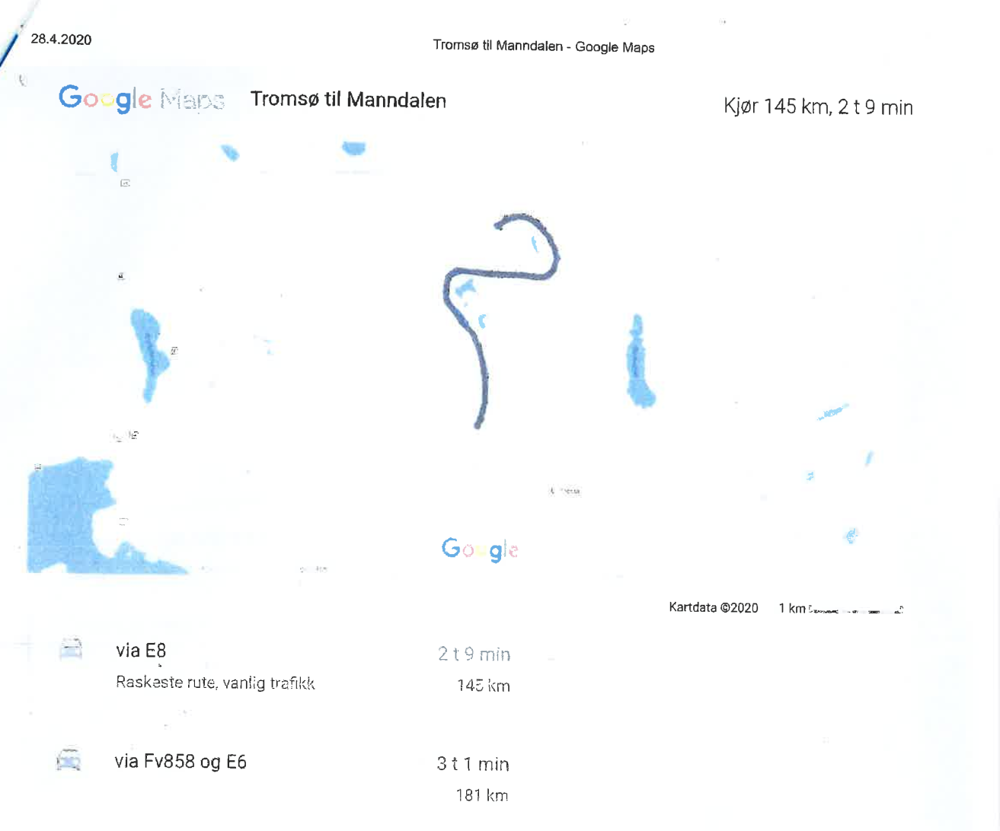 28.4.2020
Tromsø til Manndalen - Google Maps
Google Maps Tromsø til Manndalen
Kjør 145 km, 2 t 9 min
Google
Kartdata ©2020 1 km
via E8 2 t 9 min
Raskeste rute, vanlig trafikk 145 km
via Fv858 og E6 3 t 1 min
181 km